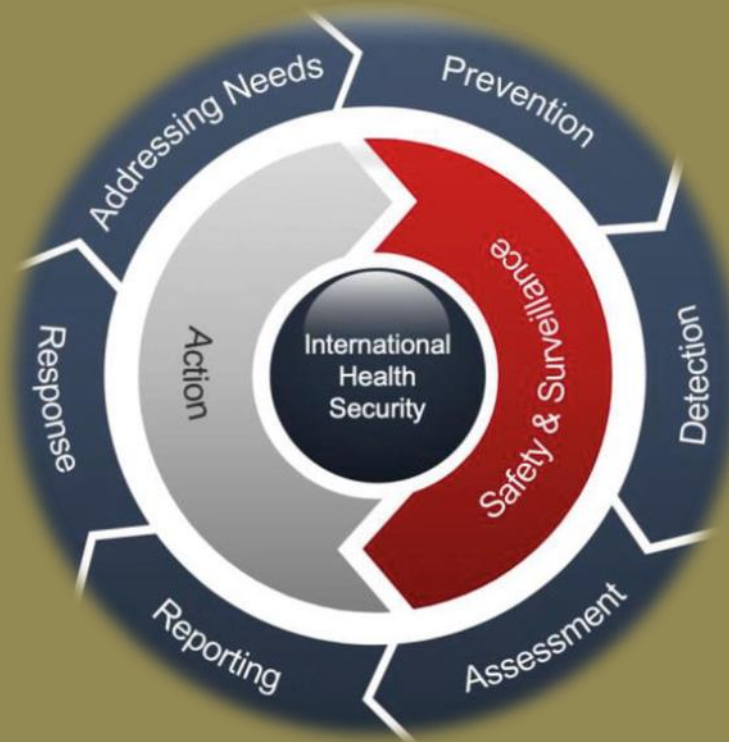 International
Health
Security
Safety & Surveillance
Action
Prevention
Detection
Assessment
Reporting
Response
Addressing Needs